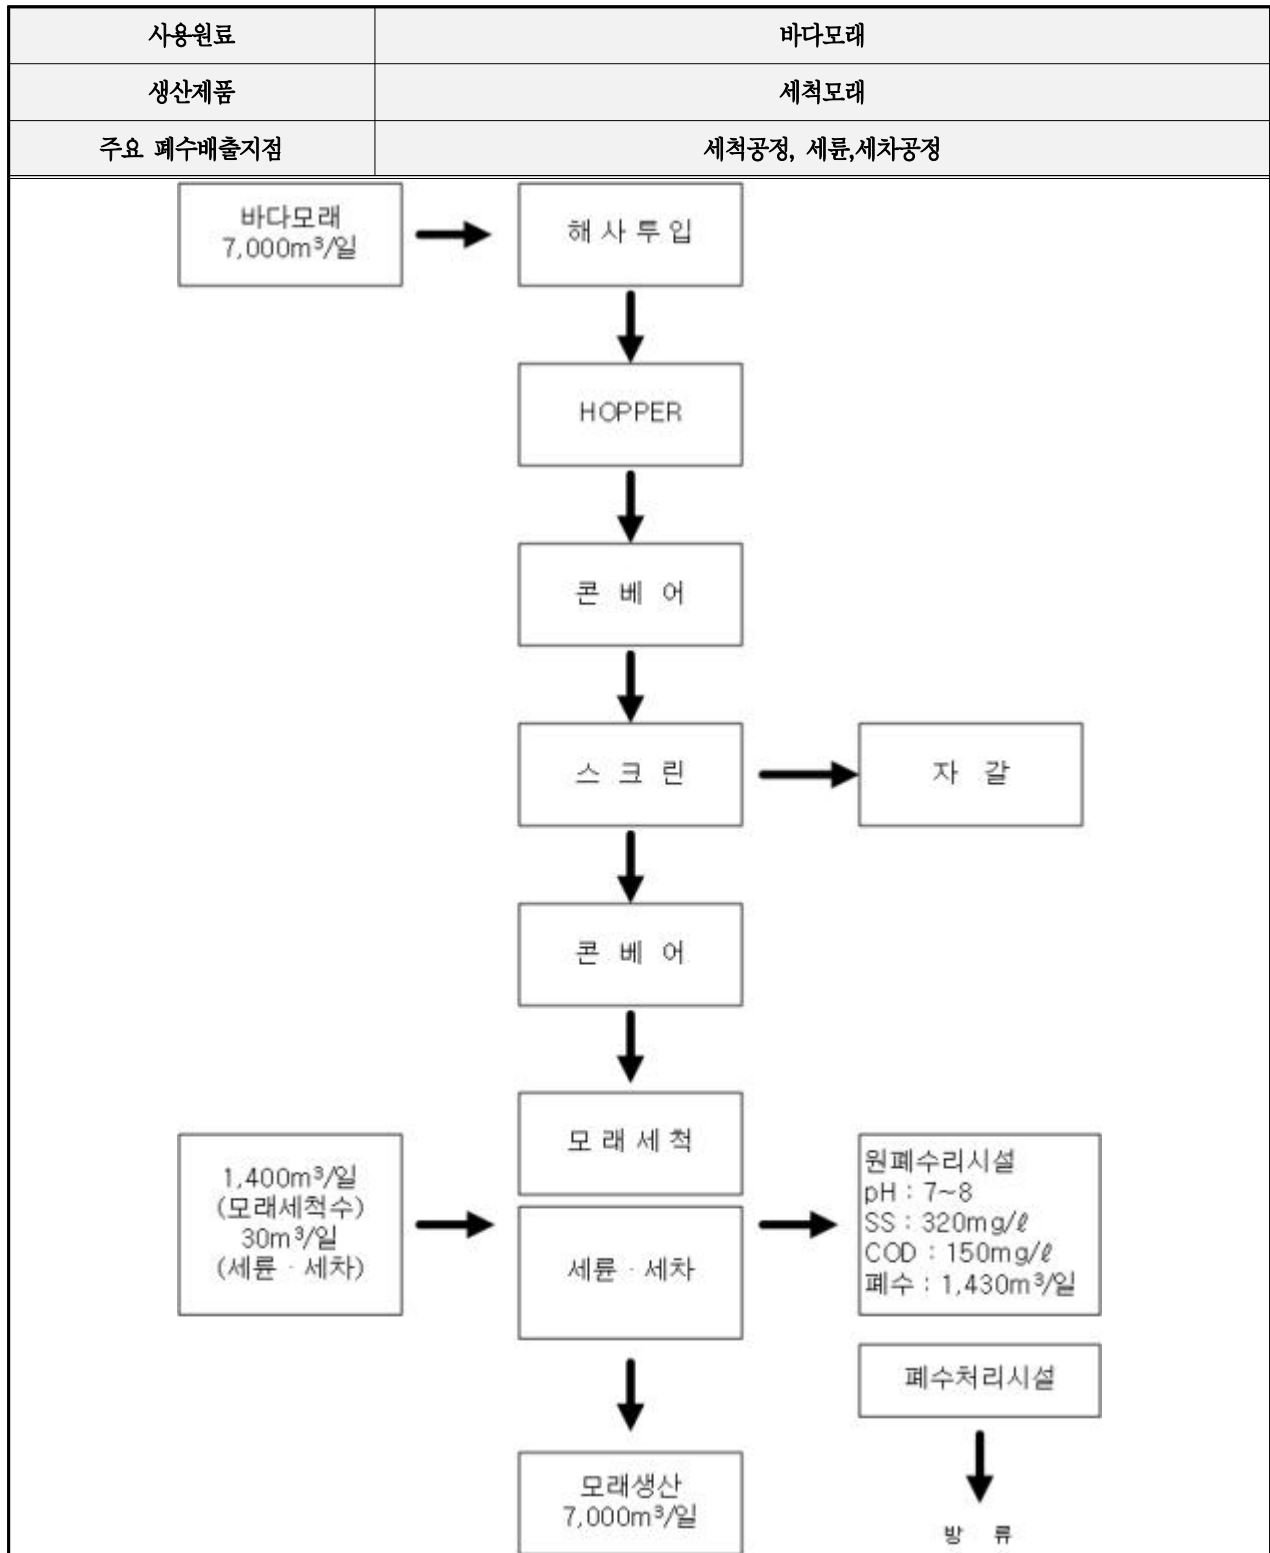 사용원료 바다모래
생산제품 세척모래
주요 폐수배출지점 세척공정, 세륜,세차공정
바다모래
7,000m³/일
해 사 투 입
HOPPER
콘 베 어
스 크 린
자 갈
콘 베 어
모 래 세 척
1,400m³/일
(모래세척수)
30m³/일
(세륜 · 세차)
세륜 · 세차
원폐수리시설
pH : 7~8
SS : 320mg/ℓ
COD : 150mg/ℓ
폐수 : 1,430m³/일
폐수처리시설
모래생산
7,000m³/일
방 류